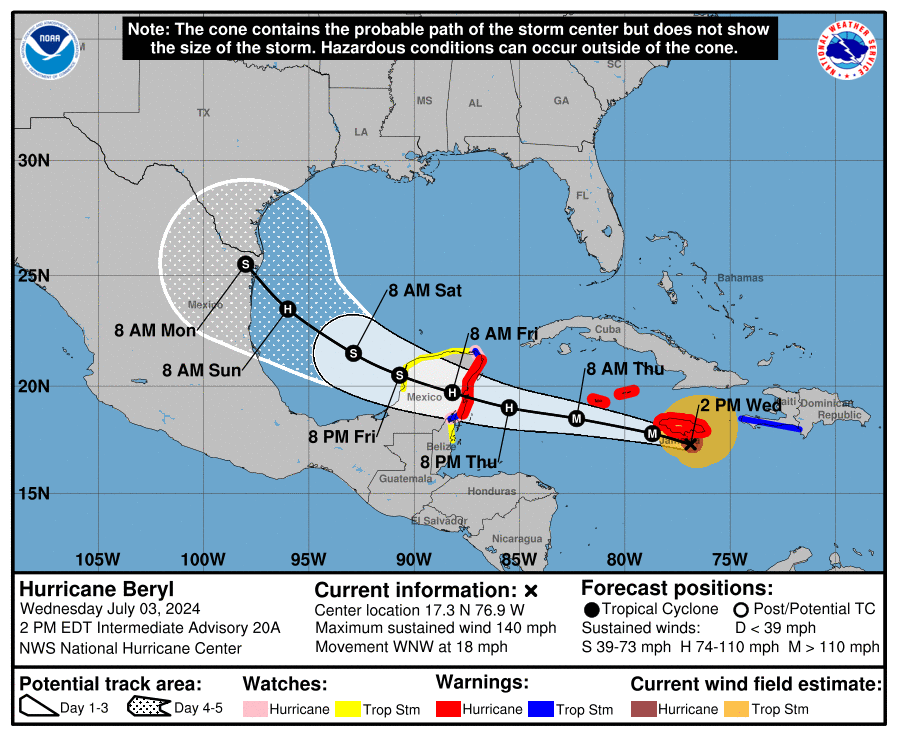 Note: The cone contains the probable path of the storm center but does not show
the size of the storm. Hazardous conditions can occur outside of the cone.
NOAA
NATIONAL WEATHER SERVICE
SC
TX
MS
AL
GA
LA
30N
FL
25N
8 AM Sat
Bahamas
Mexico
8 AM Mon
8 AM Fri
Cuba
8 AM Sun
8 AM Thu
20N
Mexico
2 PM Wed
Haiti
Dominican
Republic
Jamaica
8 PM Fri
Belize
8 PM Thu
Guatemala
Honduras
15N
El Salvador
Nicaragua
S
H
S
S
H
H
M
M
105W
100W
95W
90W
85W
80W
75W
Hurricane Beryl
Wednesday July 03, 2024
2 PM EDT Intermediate Advisory 20A
NWS National Hurricane Center
Current information: ×
Center location 17.3 N 76.9 W
Maximum sustained wind 140 mph
Movement WNW at 18 mph
Forecast positions:
Tropical Cyclone Post/Potential TC
Sustained winds: D < 39 mph
S 39-73 mph H 74-110 mph M > 110 mph
Potential track area:
Day 1-3 Day 4-5
Watches:
Hurricane Trop Stm
Warnings:
Hurricane Trop Stm
Current wind field estimate:
Hurricane Trop Stm